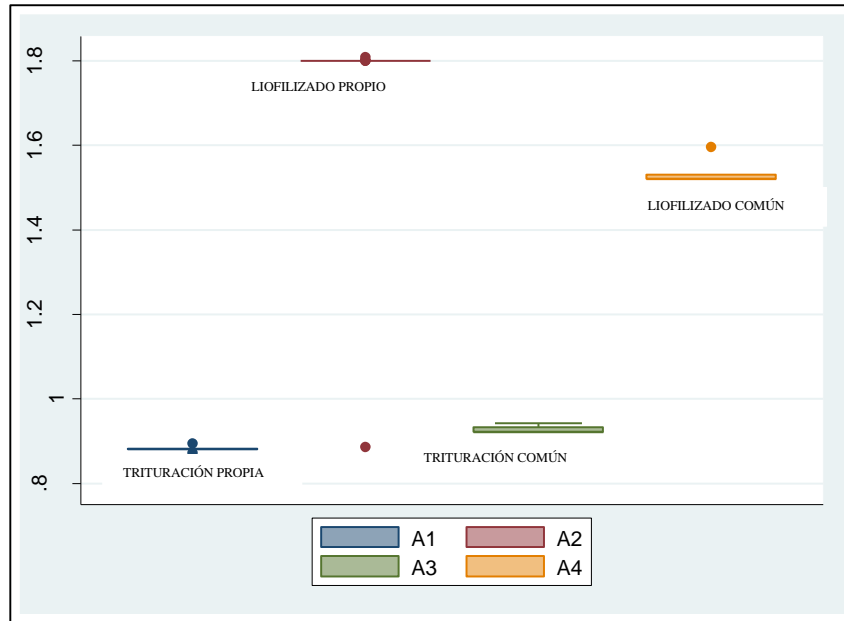 1.8
LIOFILIZADO PROPIO
1.6
LIOFILIZADO COMÚN
1.4
1.2
1
TRITURACIÓN COMÚN
TRITURACIÓN PROPIA
.8
A1 A2
A3 A4